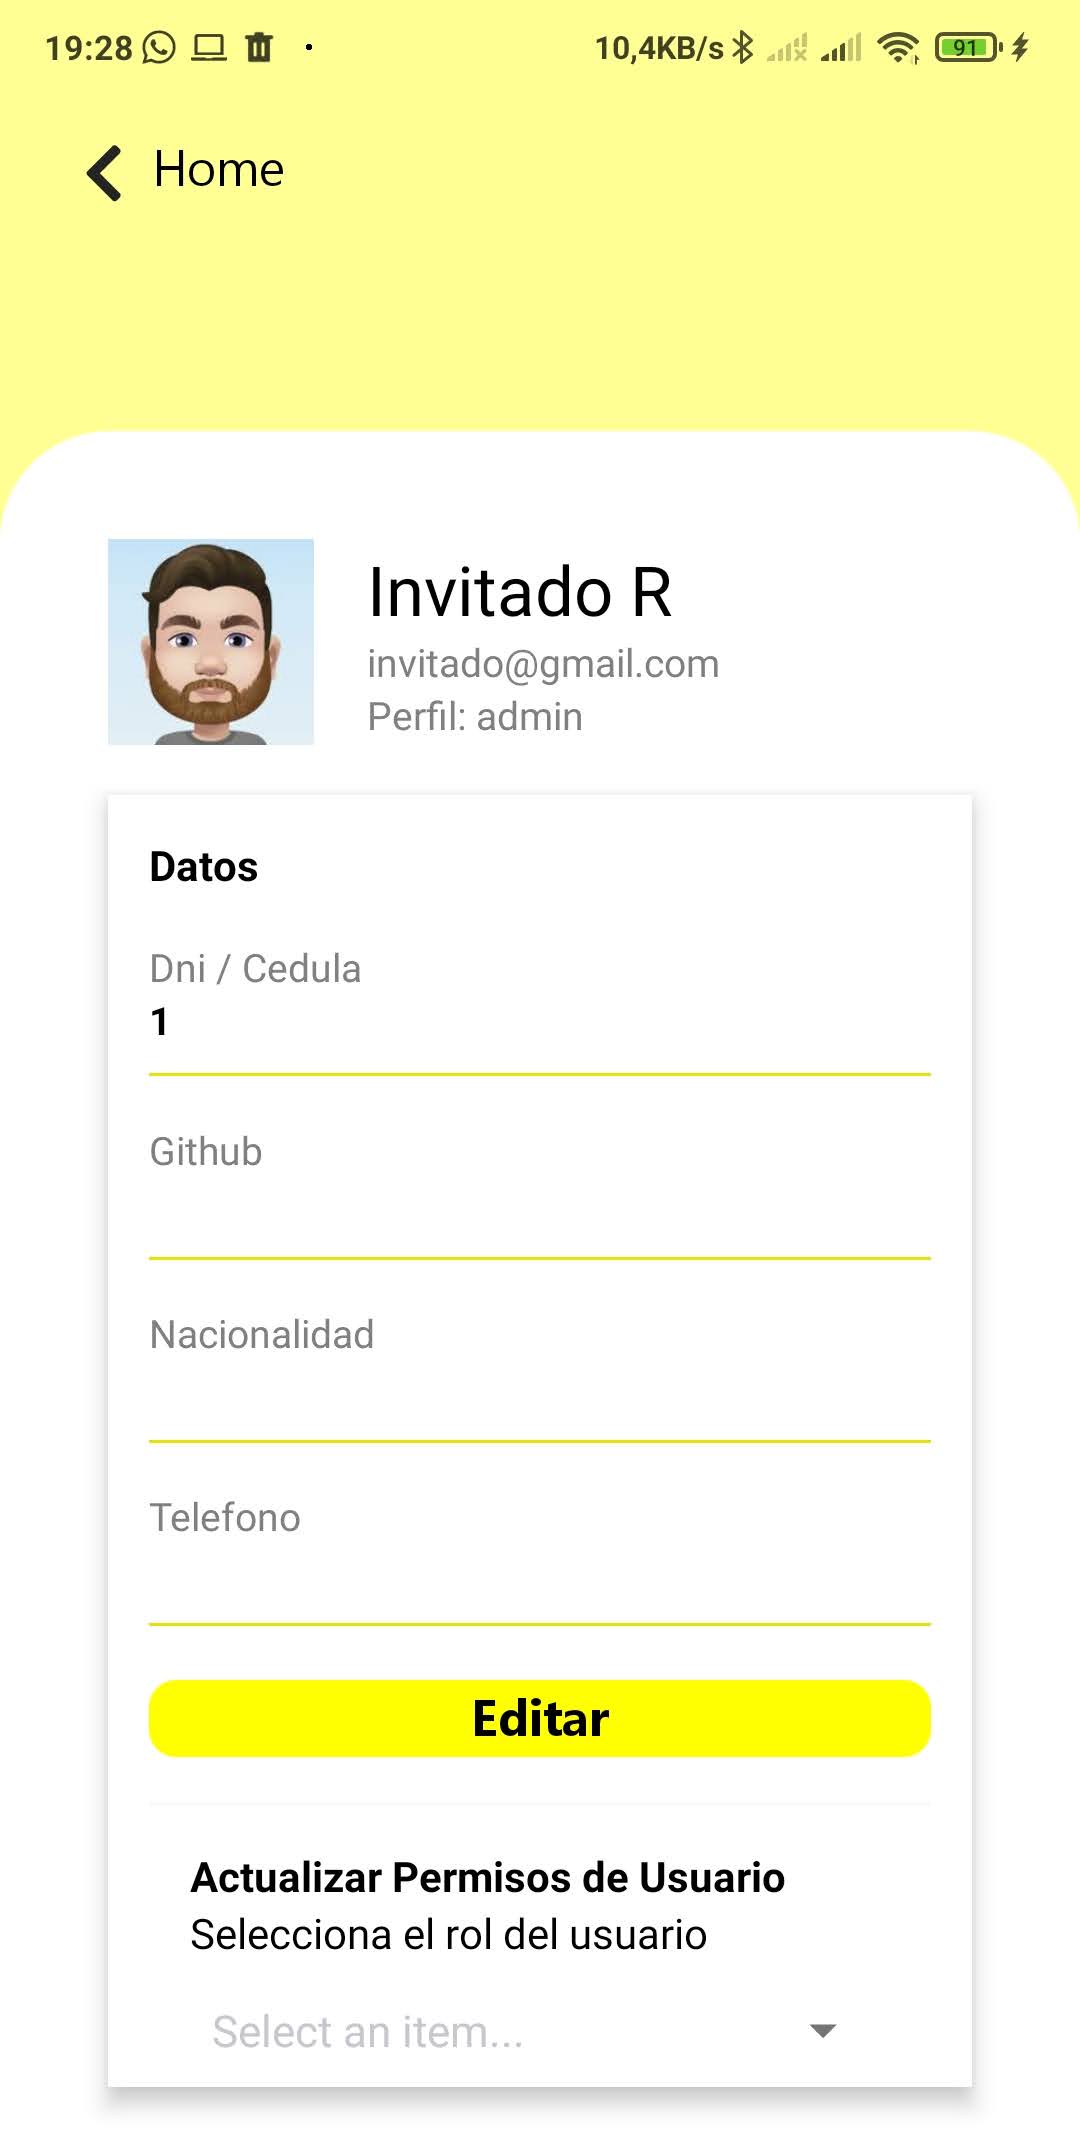 19:28
10,4KB/s
91
Home
Invitado R
invitado@gmail.com
Perfil: admin
Datos
Dni / Cedula
1
Github
Nacionalidad
Telefono
Editar
Actualizar Permisos de Usuario
Selecciona el rol del usuario
Select an item...